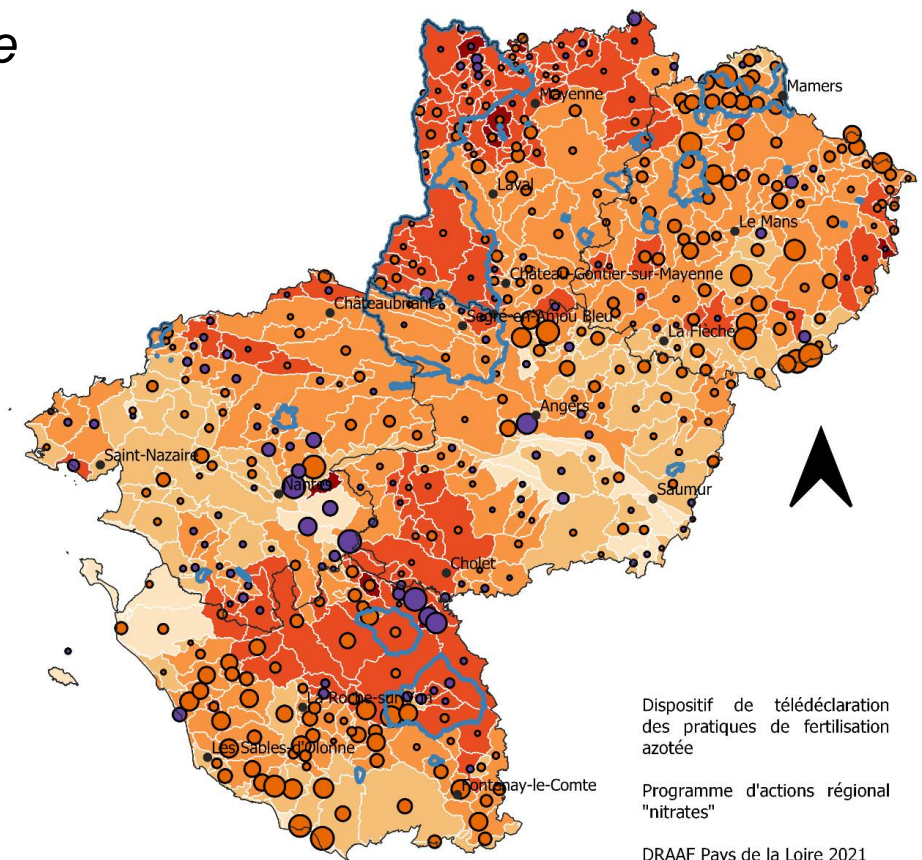 e
Mamers
Mayenne
Laval
Le Mans
Château-Gontier-sur-Mayenne
Châteaubriant
Segré-en-Anjou Bleu
La Flèche
Angers
Saint-Nazaire
Nantes
Saumur
Cholet
La Roche-sur-Yon
Les Sables-d'Olonne
Fontenay-le-Comte
Dispositif de télédéclaration
des pratiques de fertilisation
azotée
Programme d'actions régional
"nitrates"
DRAAF Pays de la Loire 2021